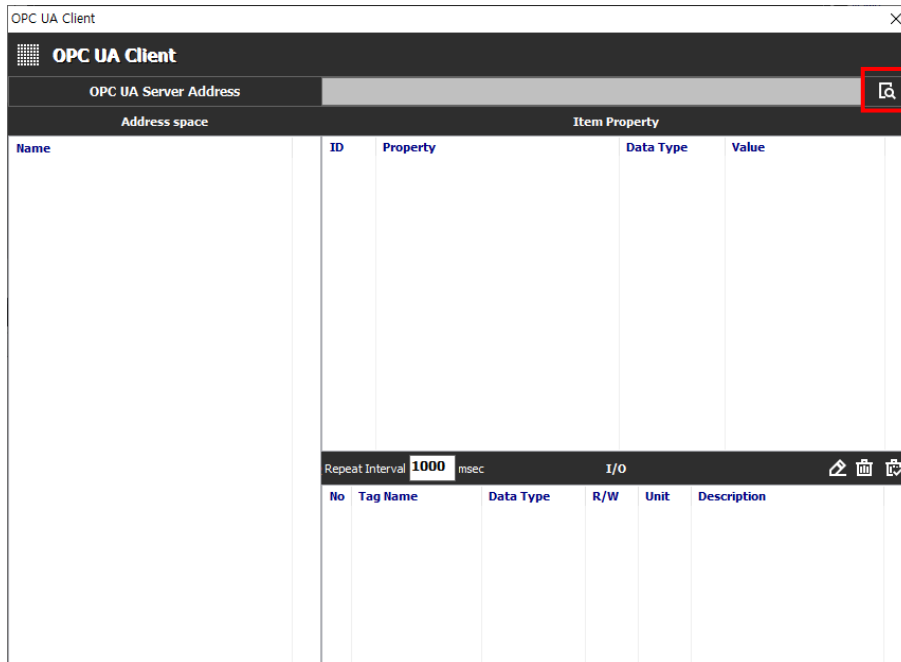 OPC UA Client
OPC UA Client
OPC UA Server Address
Address space
Item Property
Name
ID Property Data Type Value
Repeat Interval 1000 msec I/O
No Tag Name Data Type R/W Unit Description